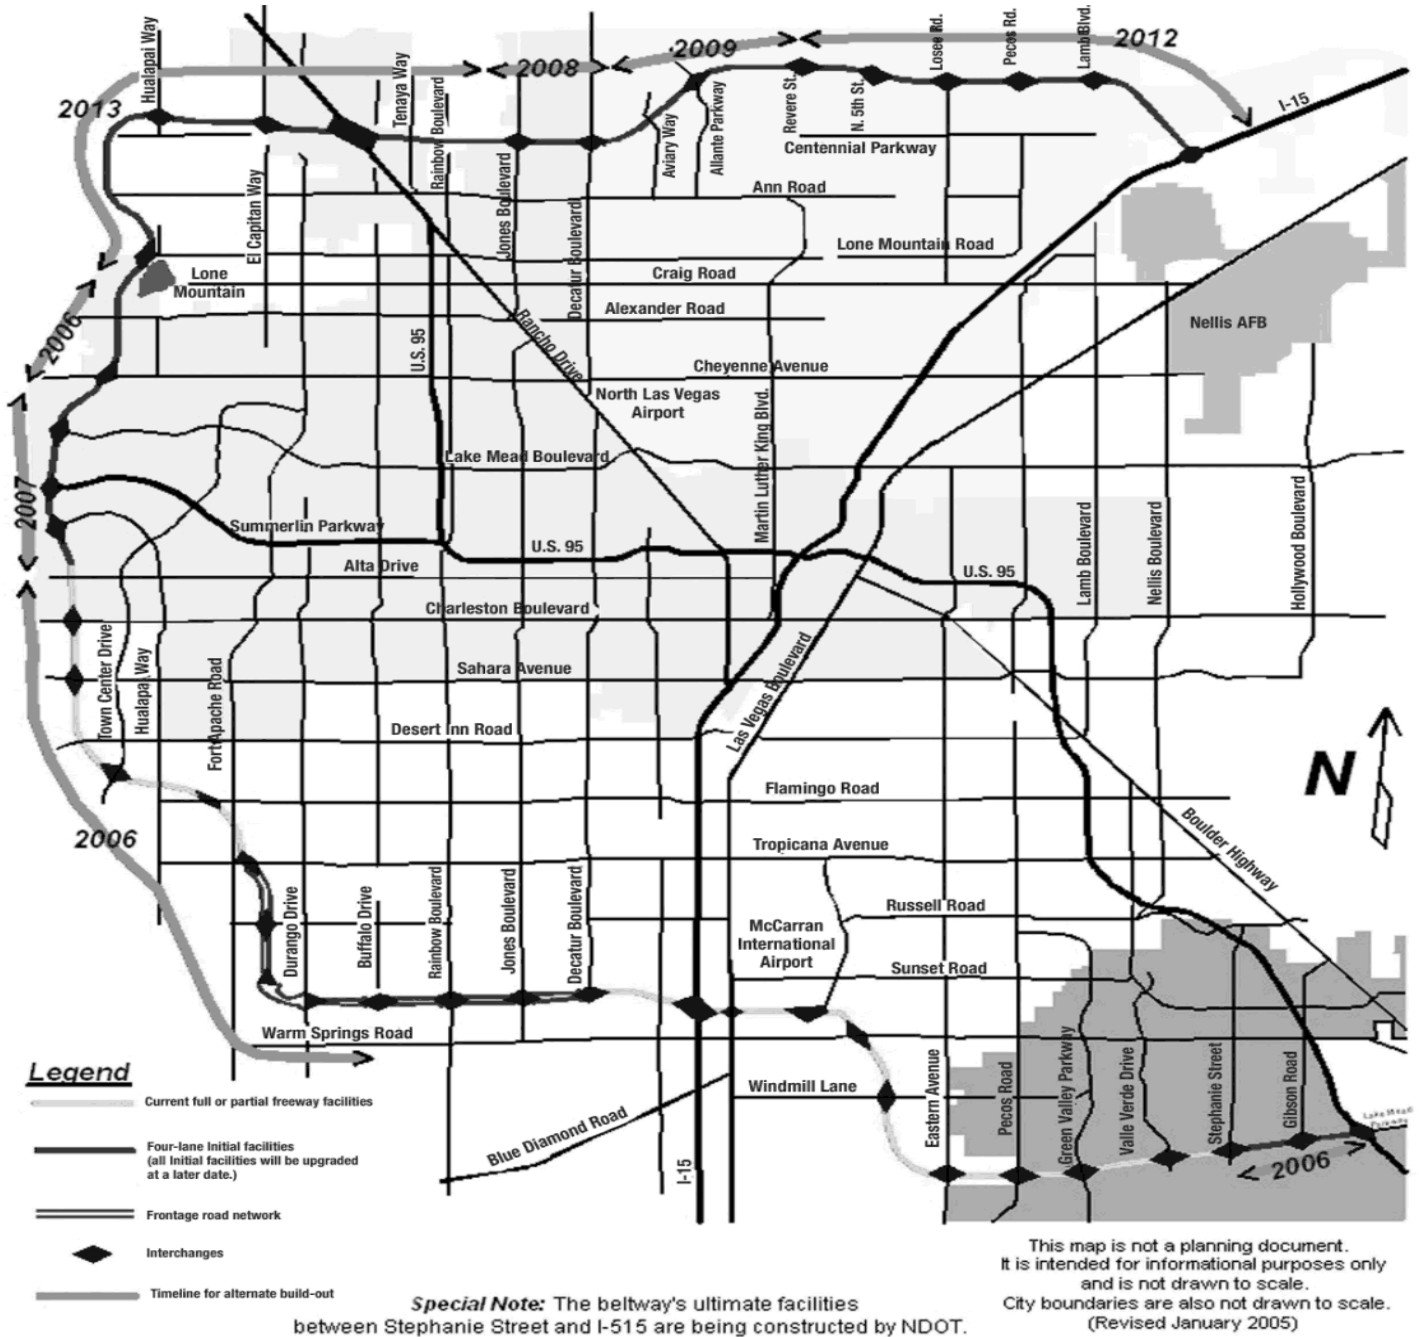 2013
2008
2009
2012
2006
2007
2006
2006
Hualapai Way
Tenaya Way
Rainbow Boulevard
El Capitan Way
Jones Boulevard
Decatur Boulevard
Aviary Way
Allante Parkway
Revere St.
N. 5th St.
Losee Rd.
Pecos Rd.
Lamb Blvd.
I-15
Centennial Parkway
Ann Road
Lone Mountain Road
Lone
Mountain
Craig Road
Alexander Road
Nellis AFB
U.S. 95
Rancho Drive
Cheyenne Avenue
North Las Vegas
Airport
Martin Luther King Blvd.
Lake Mead Boulevard
Summerlin Parkway
U.S. 95
U.S. 95
Alta Drive
Charleston Boulevard
Lamb Boulevard
Nellis Boulevard
Hollywood Boulevard
Sahara Avenue
Town Center Drive
Hualapai Way
Fort Apache Road
Desert Inn Road
Las Vegas Boulevard
N
Flamingo Road
Boulder Highway
Tropicana Avenue
Durango Drive
Buffalo Drive
Rainbow Boulevard
Jones Boulevard
Decatur Boulevard
Russell Road
McCarran
International
Airport
Sunset Road
Warm Springs Road
Windmill Lane
Eastern Avenue
Pecos Road
Green Valley Parkway
Valle Verde Drive
Stephanie Street
Gibson Road
Lake Mead
Parkway
Blue Diamond Road
I-15
Legend
Current full or partial freeway facilities
Four-lane Initial facilities
(all Initial facilities will be upgraded
at a later date.)
Frontage road network
Interchanges
Timeline for alternate build-out
Special Note: The beltway's ultimate facilities
between Stephanie Street and I-515 are being constructed by NDOT.
This map is not a planning document.
It is intended for informational purposes only
and is not drawn to scale.
City boundaries are also not drawn to scale.
(Revised January 2005)